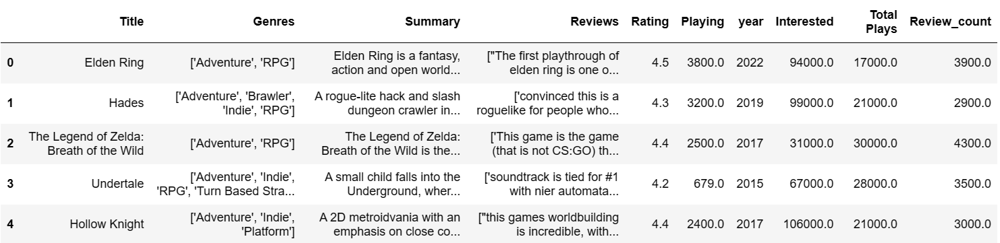 Title Genres Summary Reviews Rating Playing year Interested Total Plays Review_count
0 Elden Ring ['Adventure', 'RPG'] Elden Ring is a fantasy, action and open world... ["The first playthrough of elden ring is one o... 4.5 3800.0 2022 94000.0 17000.0 3900.0
1 Hades ['Adventure', 'Brawler', 'Indie', 'RPG'] A rogue-lite hack and slash dungeon crawler in... ['convinced this is a roguelike for people who... 4.3 3200.0 2019 99000.0 21000.0 2900.0
2 The Legend of Zelda: Breath of the Wild ['Adventure', 'RPG'] The Legend of Zelda: Breath of the Wild is the... ['This game is the game (that is not CS:GO) th... 4.4 2500.0 2017 31000.0 30000.0 4300.0
3 Undertale ['Adventure', 'Indie', 'RPG', 'Turn Based Stra... A small child falls into the Underground, wher... ['soundtrack is tied for #1 with nier automata... 4.2 679.0 2015 67000.0 28000.0 3500.0
4 Hollow Knight ['Adventure', 'Indie', 'Platform'] A 2D metroidvania with an emphasis on close co... ["this games worldbuilding is incredible, with... 4.4 2400.0 2017 106000.0 21000.0 3000.0